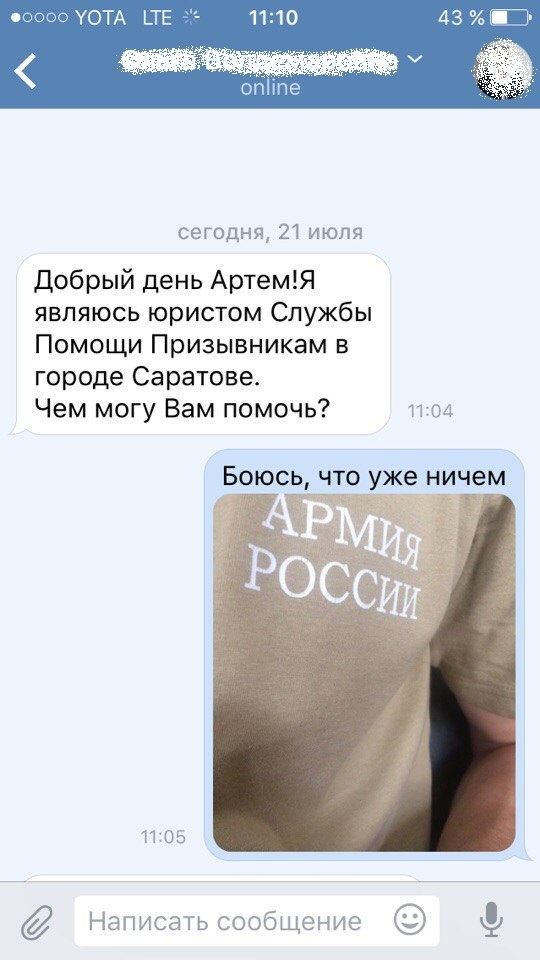 YOTA LTE 11:10 43 %
online
сегодня, 21 июля
Добрый день Артем!Я
являюсь юристом Службы
Помощи Призывникам в
городе Саратове.
Чем могу Вам помочь?
11:04
Боюсь, что уже ничем
АРМИЯ
РОССИИ
11:05
Написать сообщение